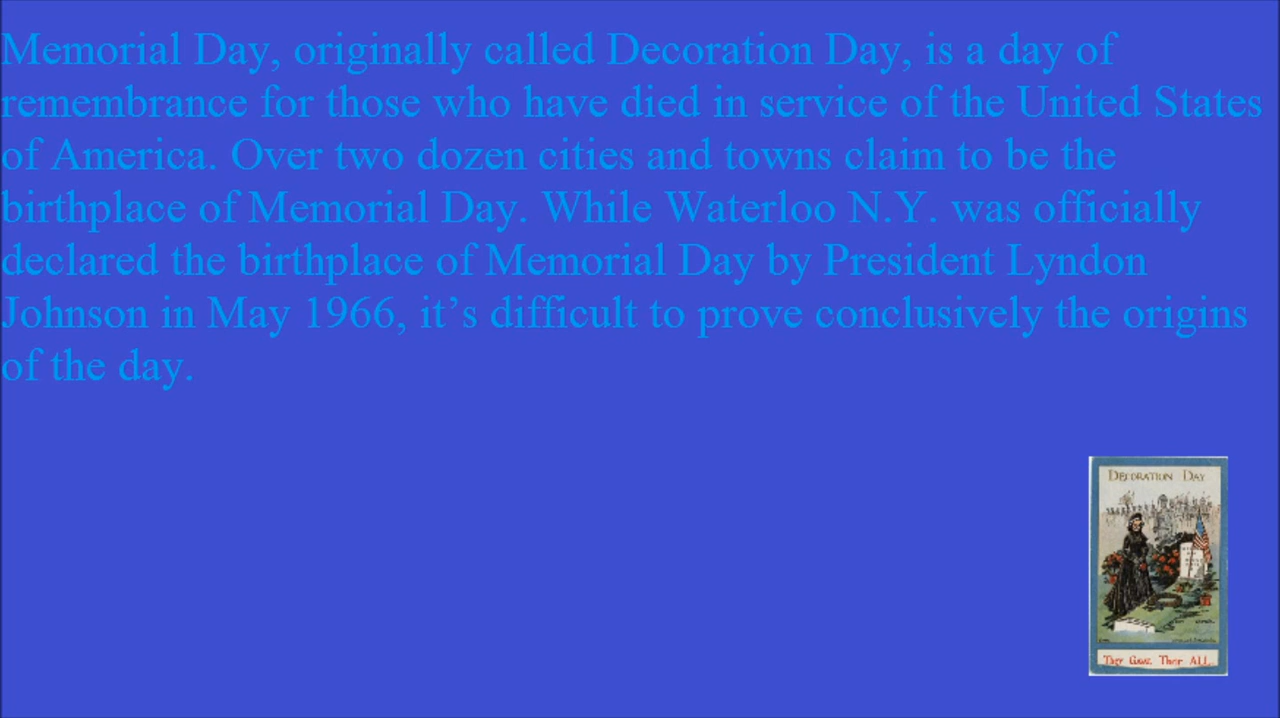 Memorial Day, originally called Decoration Day, is a day of
remembrance for those who have died in service of the United States
of America. Over two dozen cities and towns claim to be the
birthplace of Memorial Day. While Waterloo N.Y. was officially
declared the birthplace of Memorial Day by President Lyndon
Johnson in May 1966, it’s difficult to prove conclusively the origins
of the day.
DECORATION DAY
THEY GAVE THEIR ALL